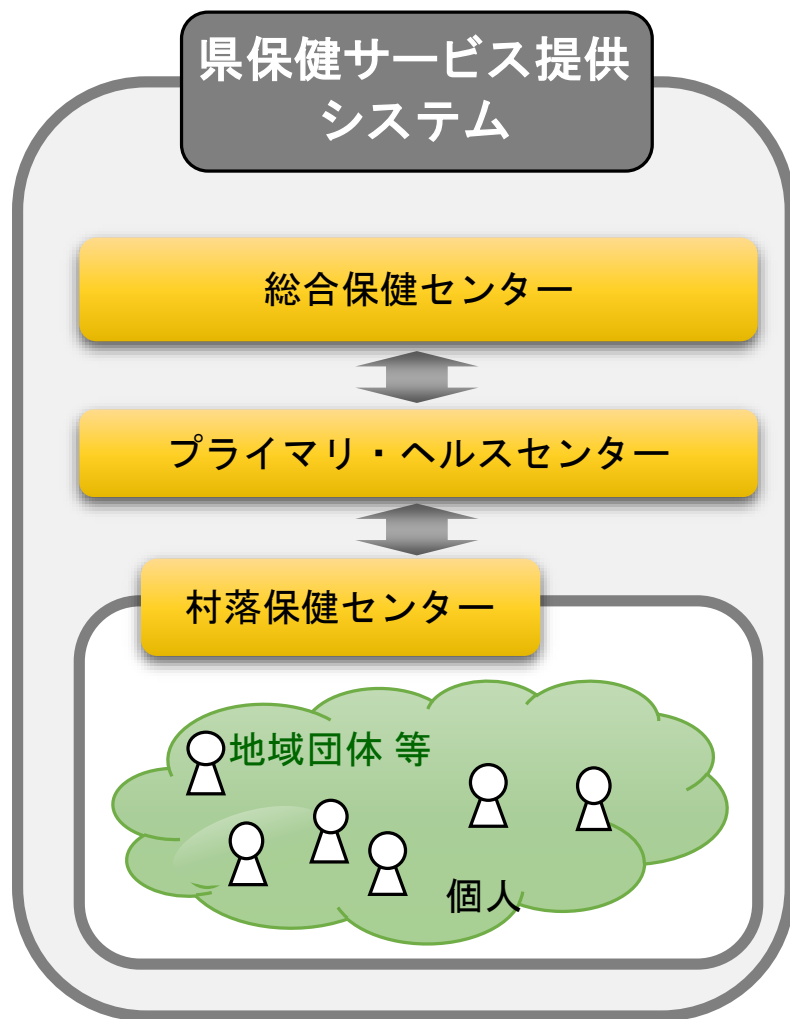 県保健サービス提供
システム
総合保健センター
プライマリ・ヘルスセンター
村落保健センター
地域団体 等
個人